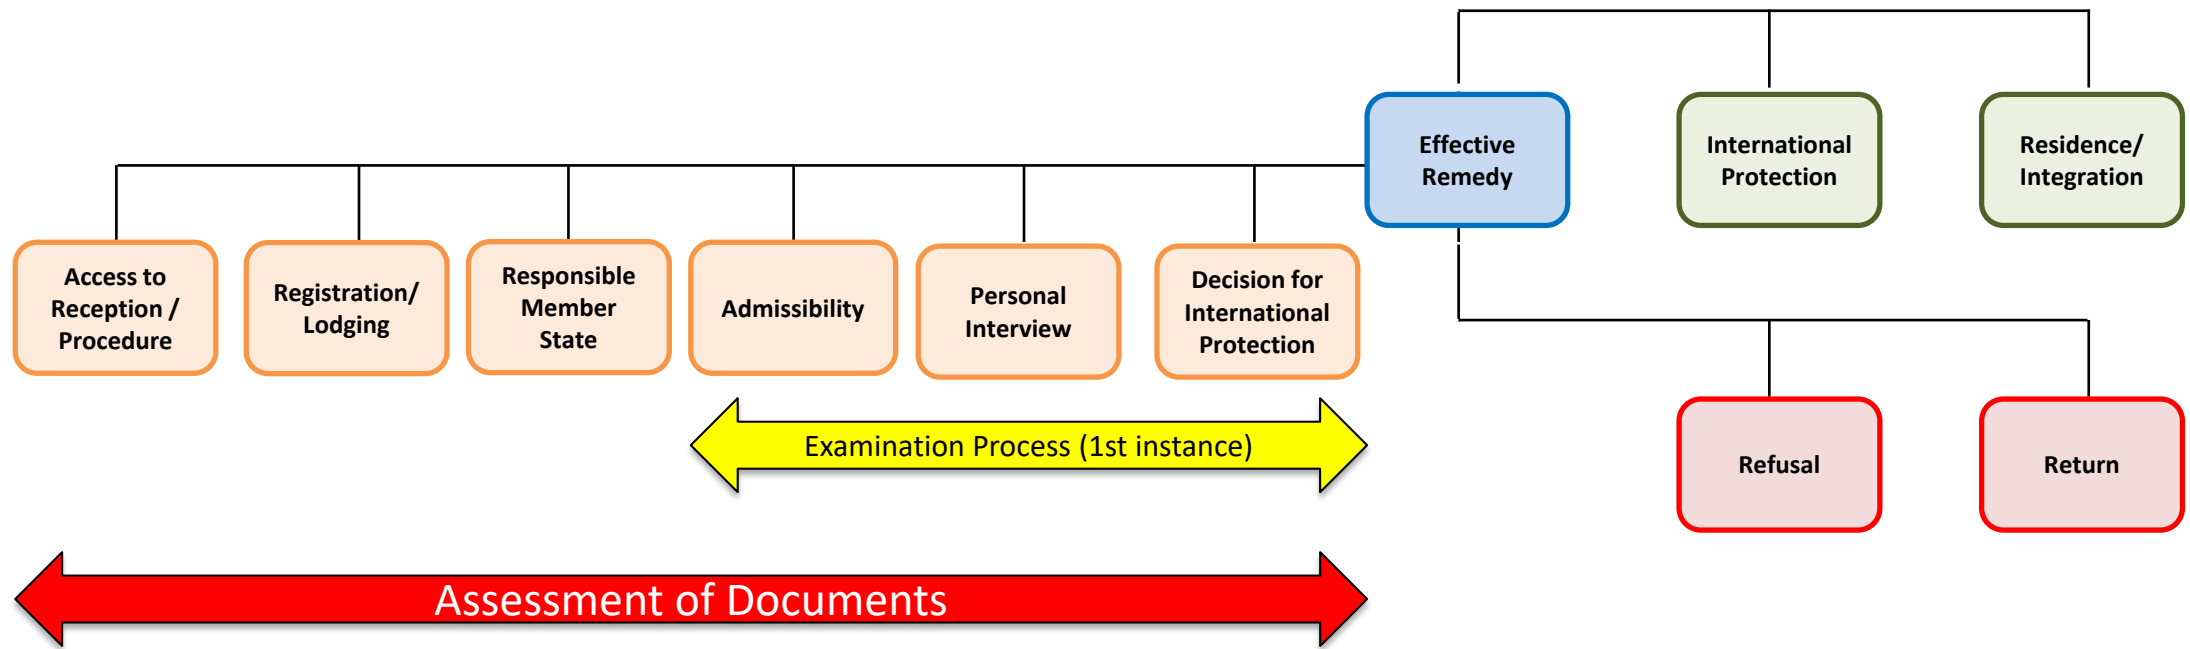 Effective
Remedy
International
Protection
Residence/
Integration
Access to
Reception /
Procedure
Registration/
Lodging
Responsible
Member
State
Admissibility
Personal
Interview
Decision for
International
Protection
Examination Process (1st instance)
Refusal
Return
Assessment of Documents